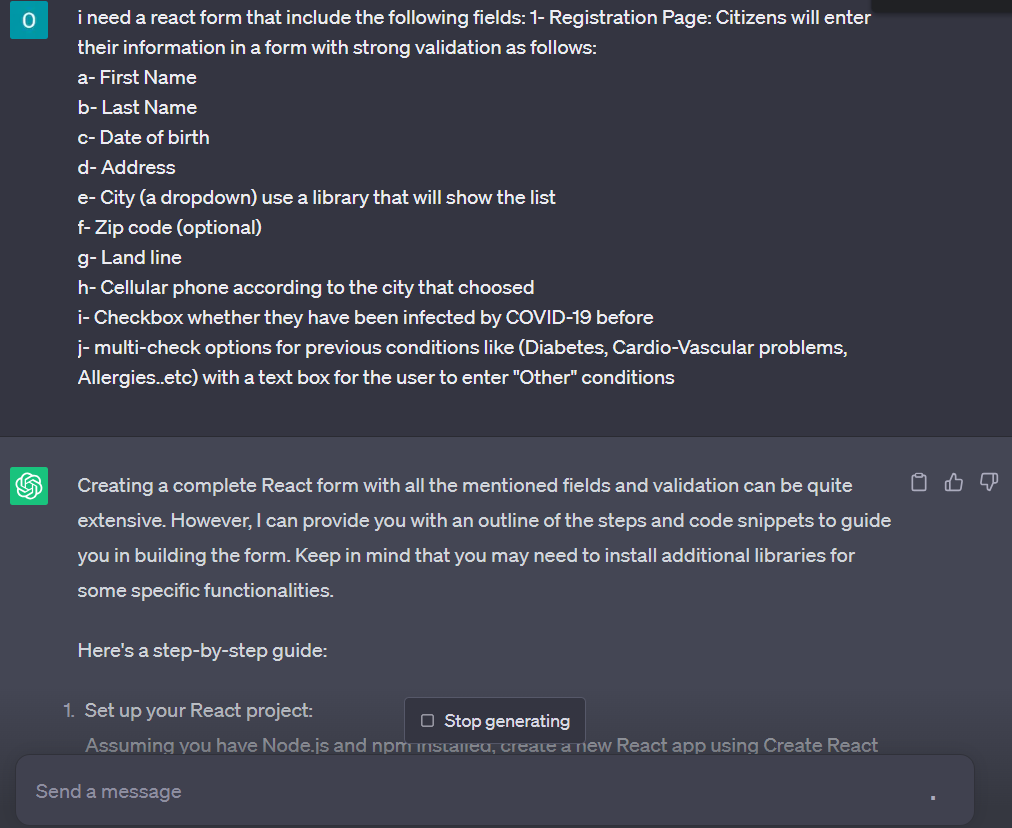 O
i need a react form that include the following fields: 1- Registration Page: Citizens will enter
their information in a form with strong validation as follows:
a- First Name
b- Last Name
c- Date of birth
d- Address
e- City (a dropdown) use a library that will show the list
f- Zip code (optional)
g- Land line
h- Cellular phone according to the city that choosed
i- Checkbox whether they have been infected by COVID-19 before
j- multi-check options for previous conditions like (Diabetes, Cardio-Vascular problems,
Allergies..etc) with a text box for the user to enter "Other" conditions
Creating a complete React form with all the mentioned fields and validation can be quite
extensive. However, I can provide you with an outline of the steps and code snippets to guide
you in building the form. Keep in mind that you may need to install additional libraries for
some specific functionalities.
Here's a step-by-step guide:
1. Set up your React project:
Stop generating
Assuming you have Node.js and npm installed, create a new React app using Create React
Send a message